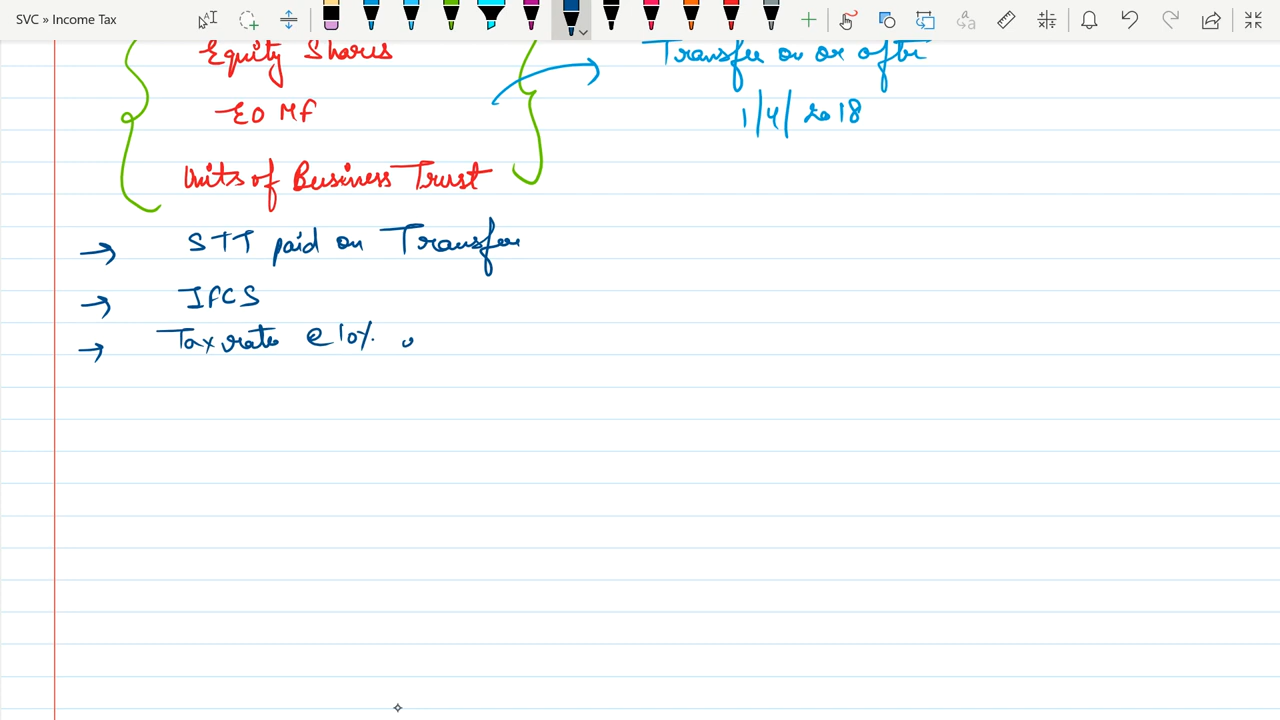 SVC » Income Tax
Equity Shares
EO MF
Units of Business Trust
Transfer on or after
1/4/2018
→ STT paid on Transfer
→ IFCS
→ Tax rate @ 10% o